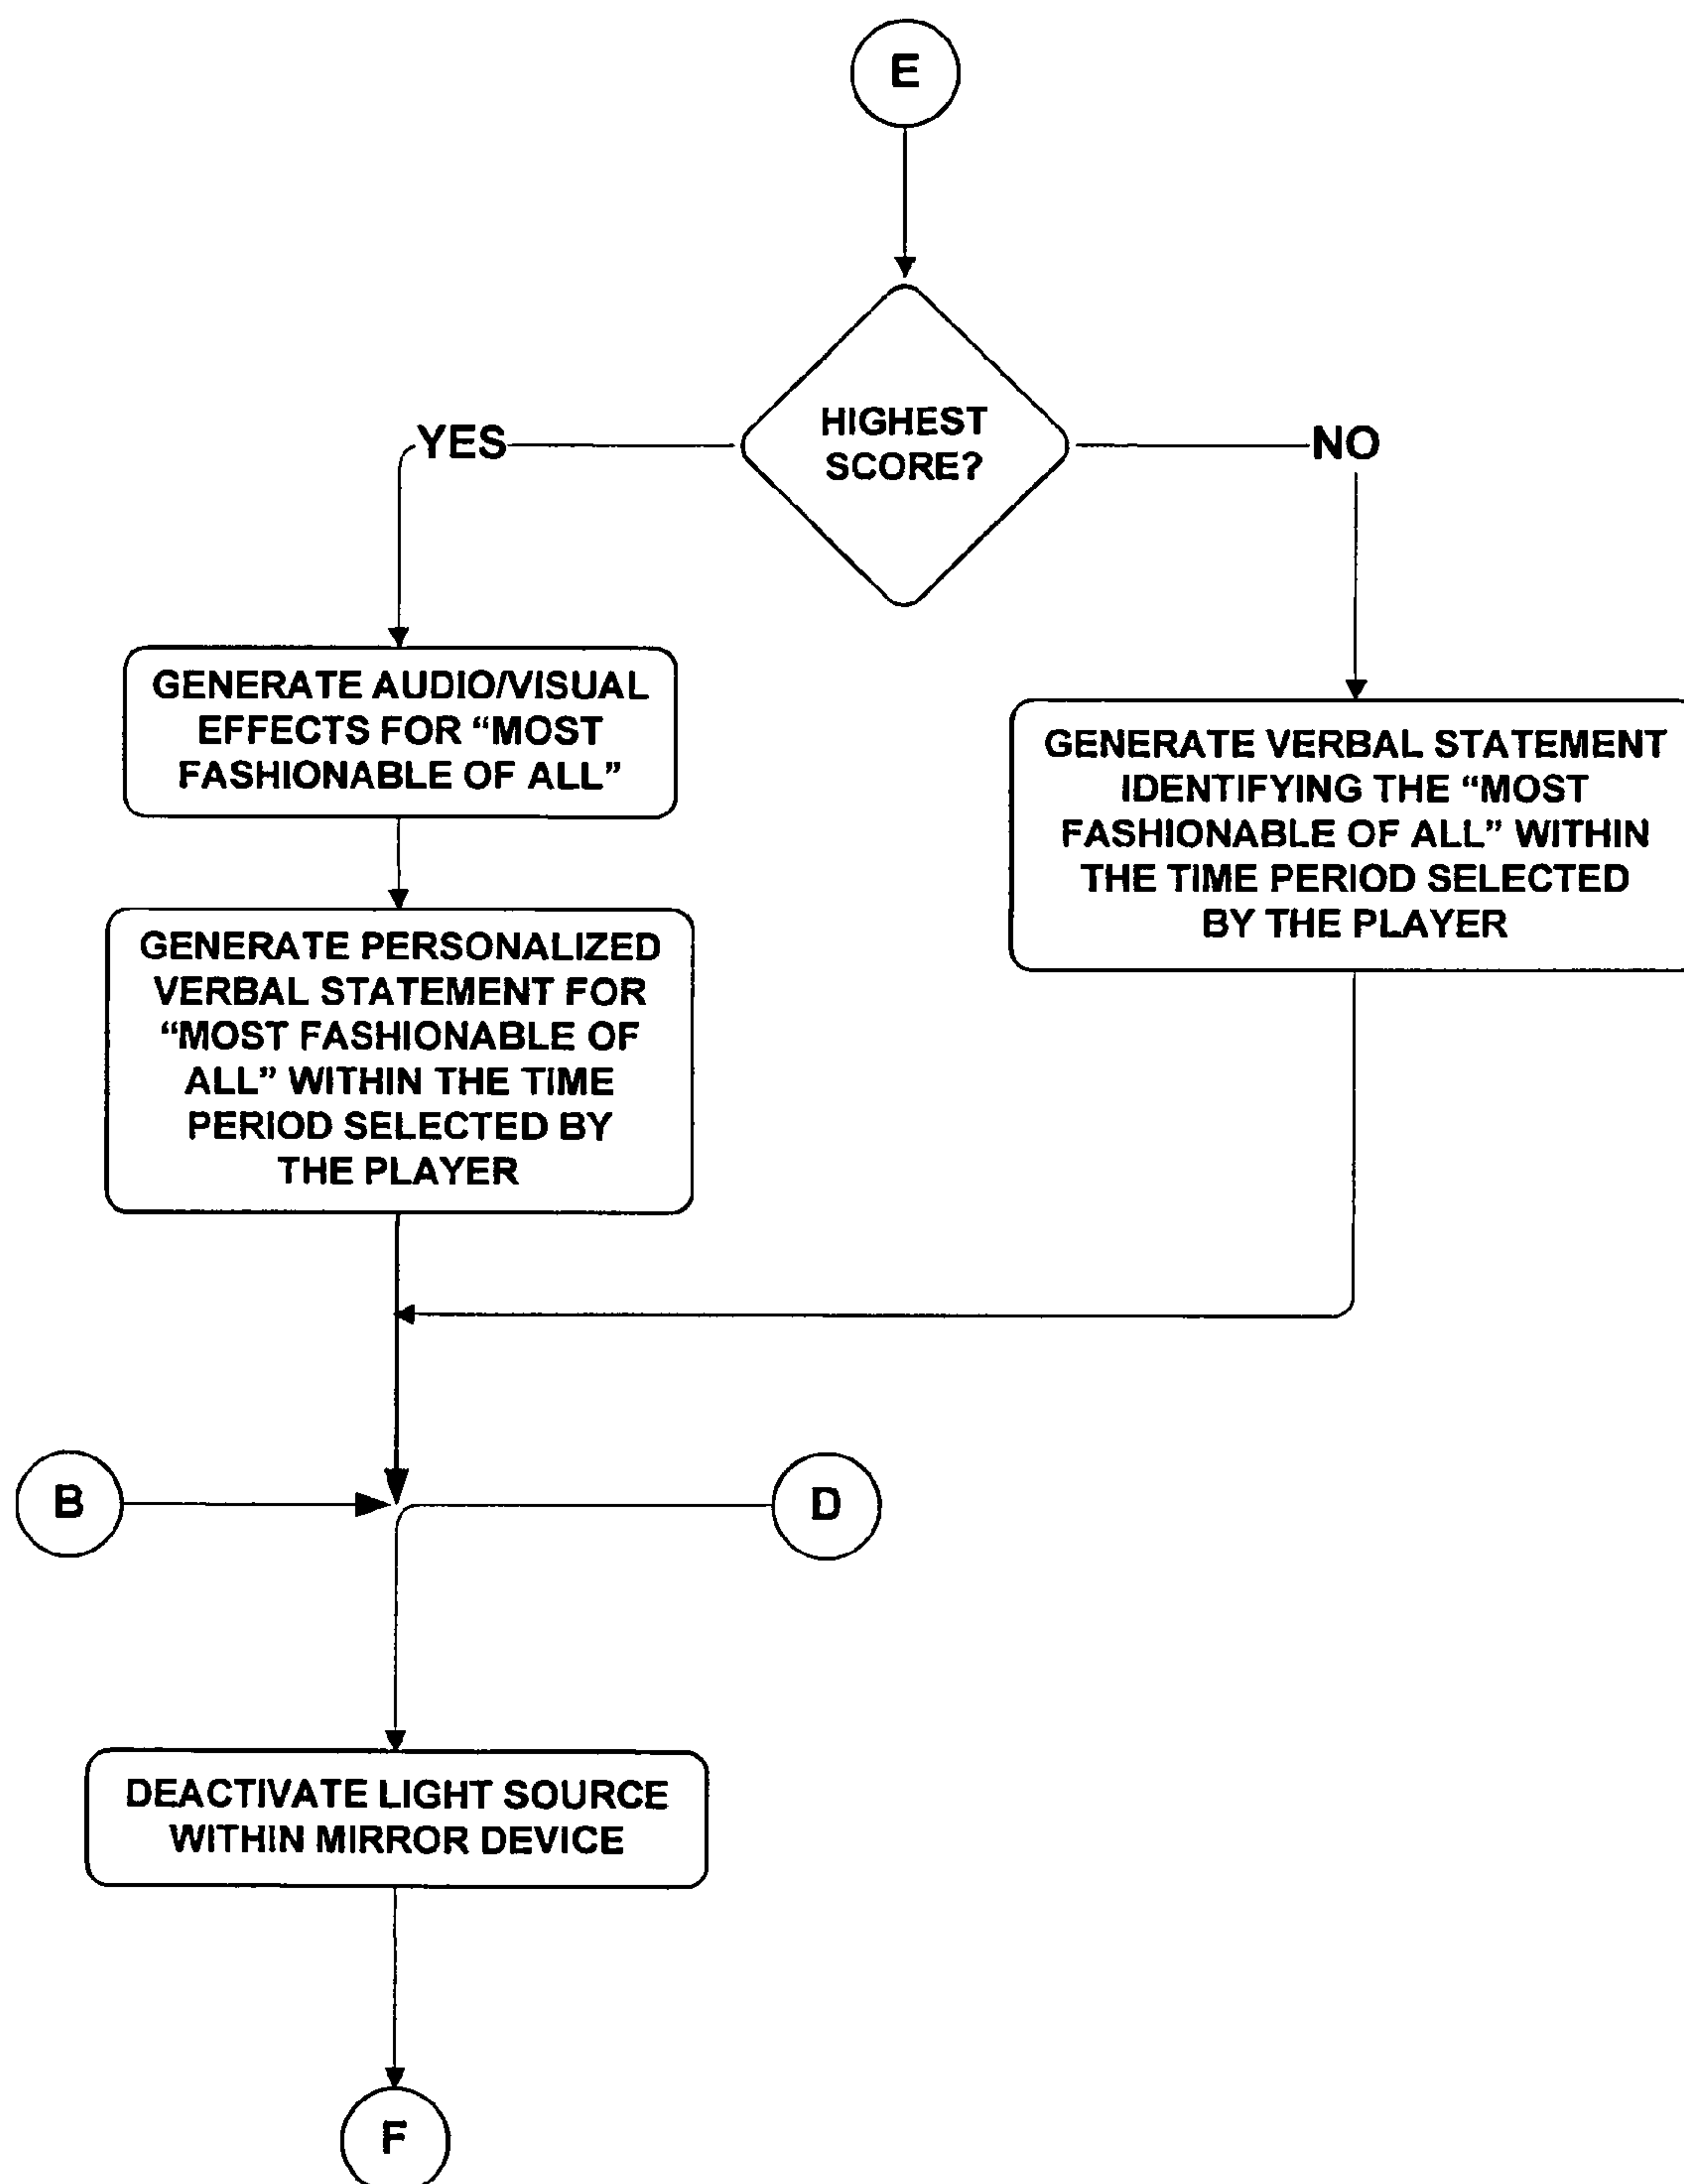 E
HIGHEST
SCORE?
YES
NO
GENERATE AUDIO/VISUAL
EFFECTS FOR “MOST
FASHIONABLE OF ALL”
GENERATE VERBAL STATEMENT
IDENTIFYING THE “MOST
FASHIONABLE OF ALL” WITHIN
THE TIME PERIOD SELECTED
BY THE PLAYER
GENERATE PERSONALIZED
VERBAL STATEMENT FOR
“MOST FASHIONABLE OF
ALL” WITHIN THE TIME
PERIOD SELECTED BY
THE PLAYER
B
D
DEACTIVATE LIGHT SOURCE
WITHIN MIRROR DEVICE
F